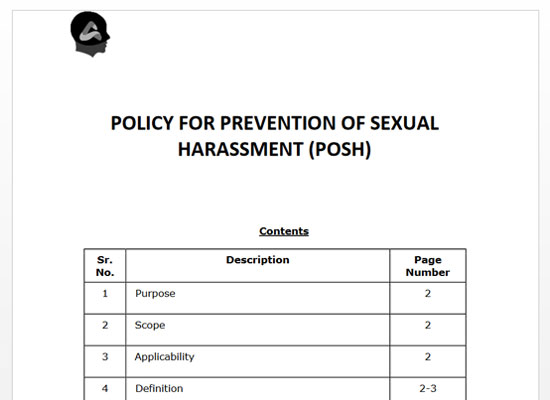 POLICY FOR PREVENTION OF SEXUAL
HARASSMENT (POSH)
Contents
Sr. No. Description Page Number
1 Purpose 2
2 Scope 2
3 Applicability 2
4 Definition 2-3